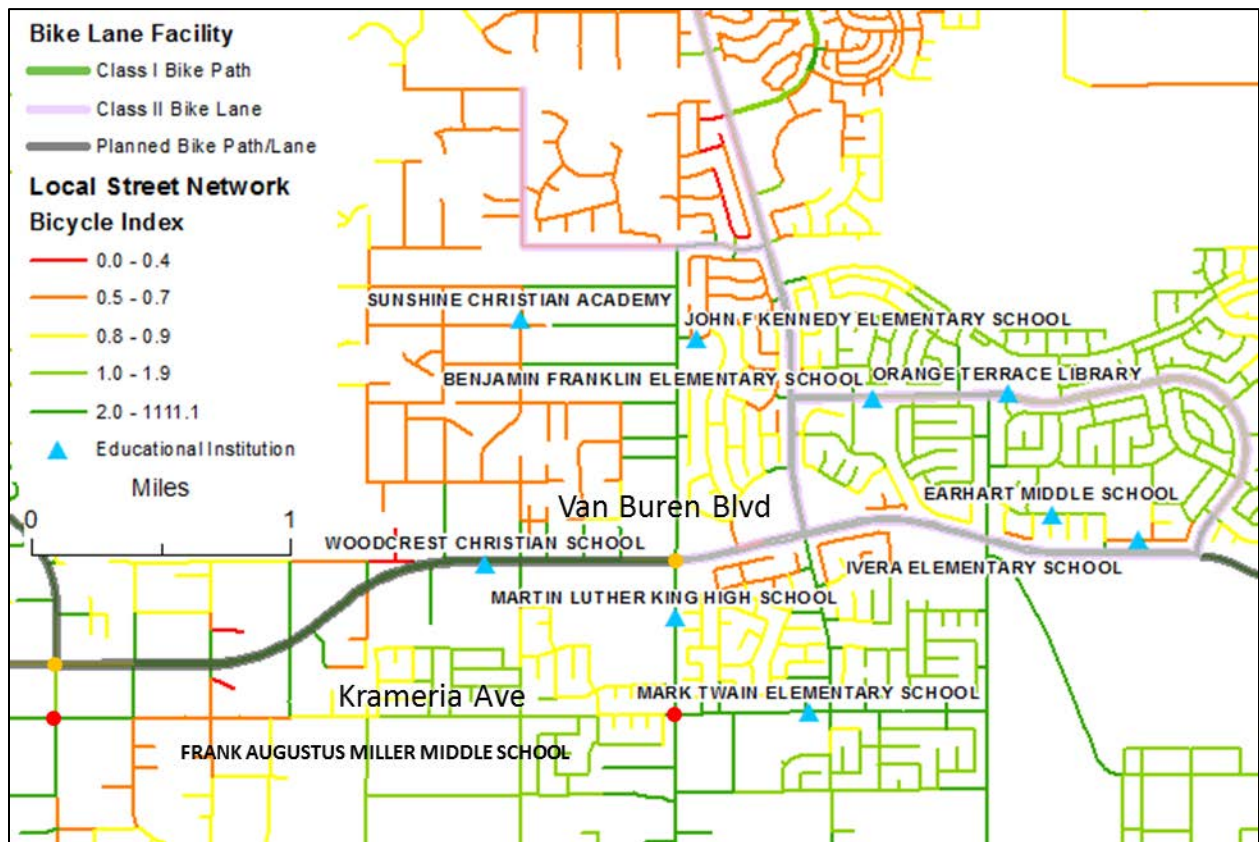 Bike Lane Facility
Class I Bike Path
Class II Bike Lane
Planned Bike Path/Lane
Local Street Network
Bicycle Index
0.0 - 0.4
0.5 - 0.7
0.8 - 0.9
1.0 - 1.9
2.0 - 1111.1
Educational Institution
Miles
0 1
SUNSHINE CHRISTIAN ACADEMY
JOHN F KENNEDY ELEMENTARY SCHOOL
BENJAMIN FRANKLIN ELEMENTARY SCHOOL
ORANGE TERRACE LIBRARY
EARHART MIDDLE SCHOOL
Van Buren Blvd
WOODCREST CHRISTIAN SCHOOL
IVERA ELEMENTARY SCHOOL
MARTIN LUTHER KING HIGH SCHOOL
Krameria Ave
MARK TWAIN ELEMENTARY SCHOOL
FRANK AUGUSTUS MILLER MIDDLE SCHOOL